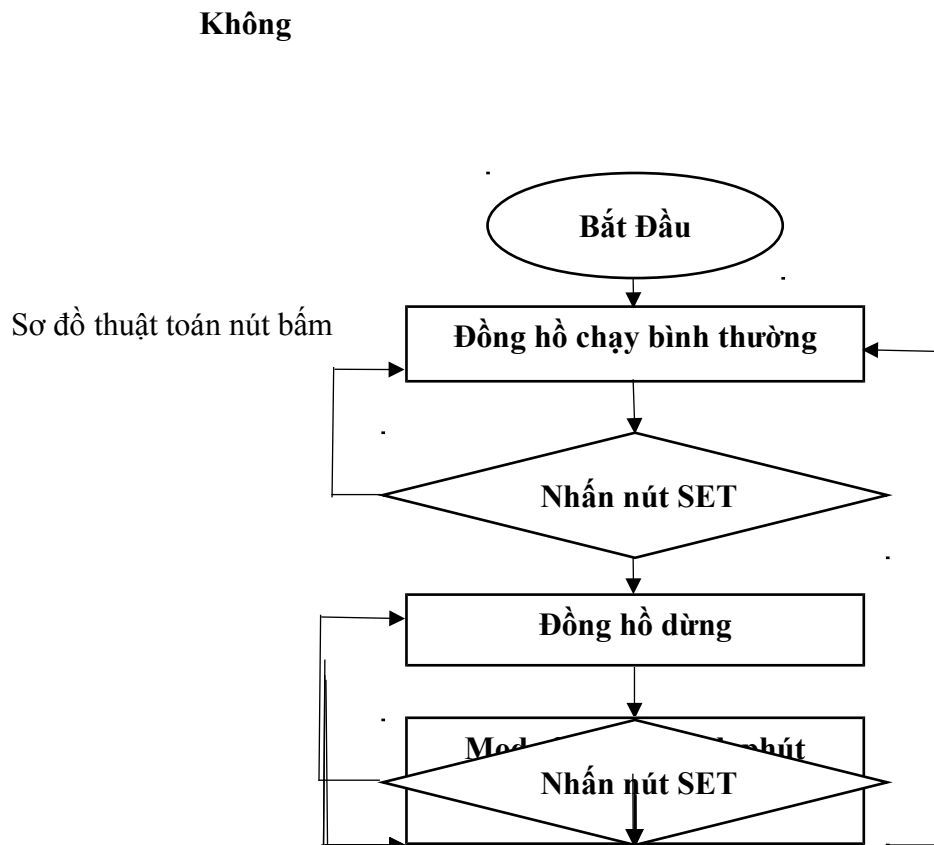 Không
Bắt Đầu
Sơ đồ thuật toán nút bấm
Đồng hồ chạy bình thường
Nhấn nút SET
Đồng hồ dừng
phút
Nhấn nút SET